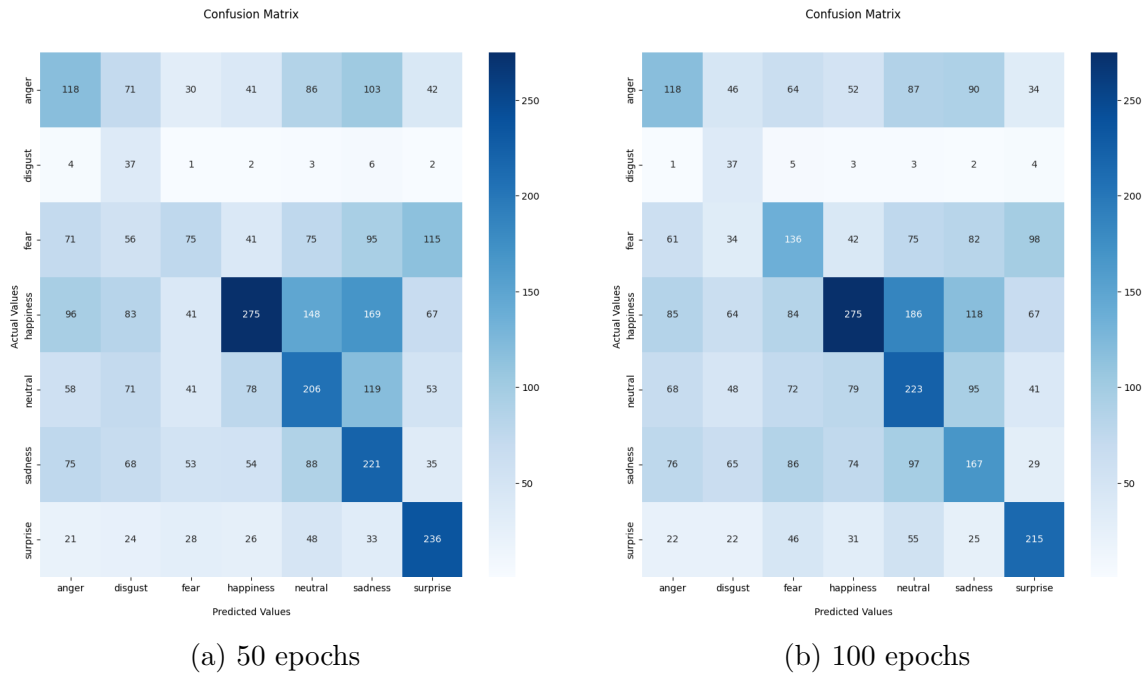 Confusion Matrix
anger 118 71 30 41 86 103 42
disgust 4 37 1 2 3 6 2
fear 71 56 75 41 75 95 115
happiness 96 83 41 275 148 169 67
neutral 58 71 41 78 206 119 53
sadness 75 68 53 54 88 221 35
surprise 21 24 28 26 48 33 236
Actual Values
anger disgust fear happiness neutral sadness surprise
Predicted Values
250
200
150
100
50
(a) 50 epochs
Confusion Matrix
anger 118 46 64 52 87 90 34
disgust 1 37 5 3 3 2 4
fear 61 34 136 42 75 82 98
happiness 85 64 84 275 186 118 67
neutral 68 48 72 79 223 95 41
sadness 76 65 86 74 97 167 29
surprise 22 22 46 31 55 25 215
Actual Values
anger disgust fear happiness neutral sadness surprise
Predicted Values
250
200
150
100
50
(b) 100 epochs